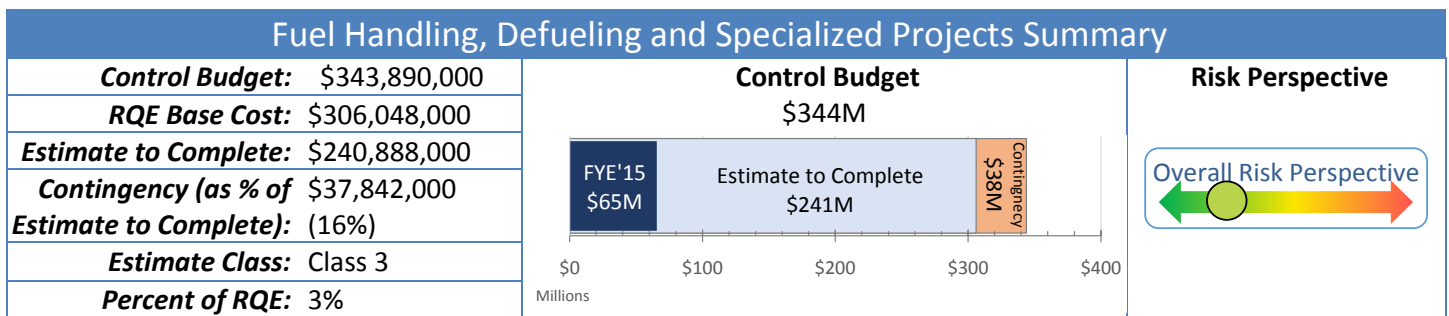 Fuel Handling, Defueling and Specialized Projects Summary
Control Budget: $343,890,000
RQE Base Cost: $306,048,000
Estimate to Complete: $240,888,000
Contingency (as % of $37,842,000
Estimate to Complete): (16%)
Estimate Class: Class 3
Percent of RQE: 3%
Control Budget
$344M
FYE'15
$65M
Estimate to Complete
$241M
Contingnecy
$38M
$0 $100 $200 $300 $400
Millions
Risk Perspective
Overall Risk Perspective